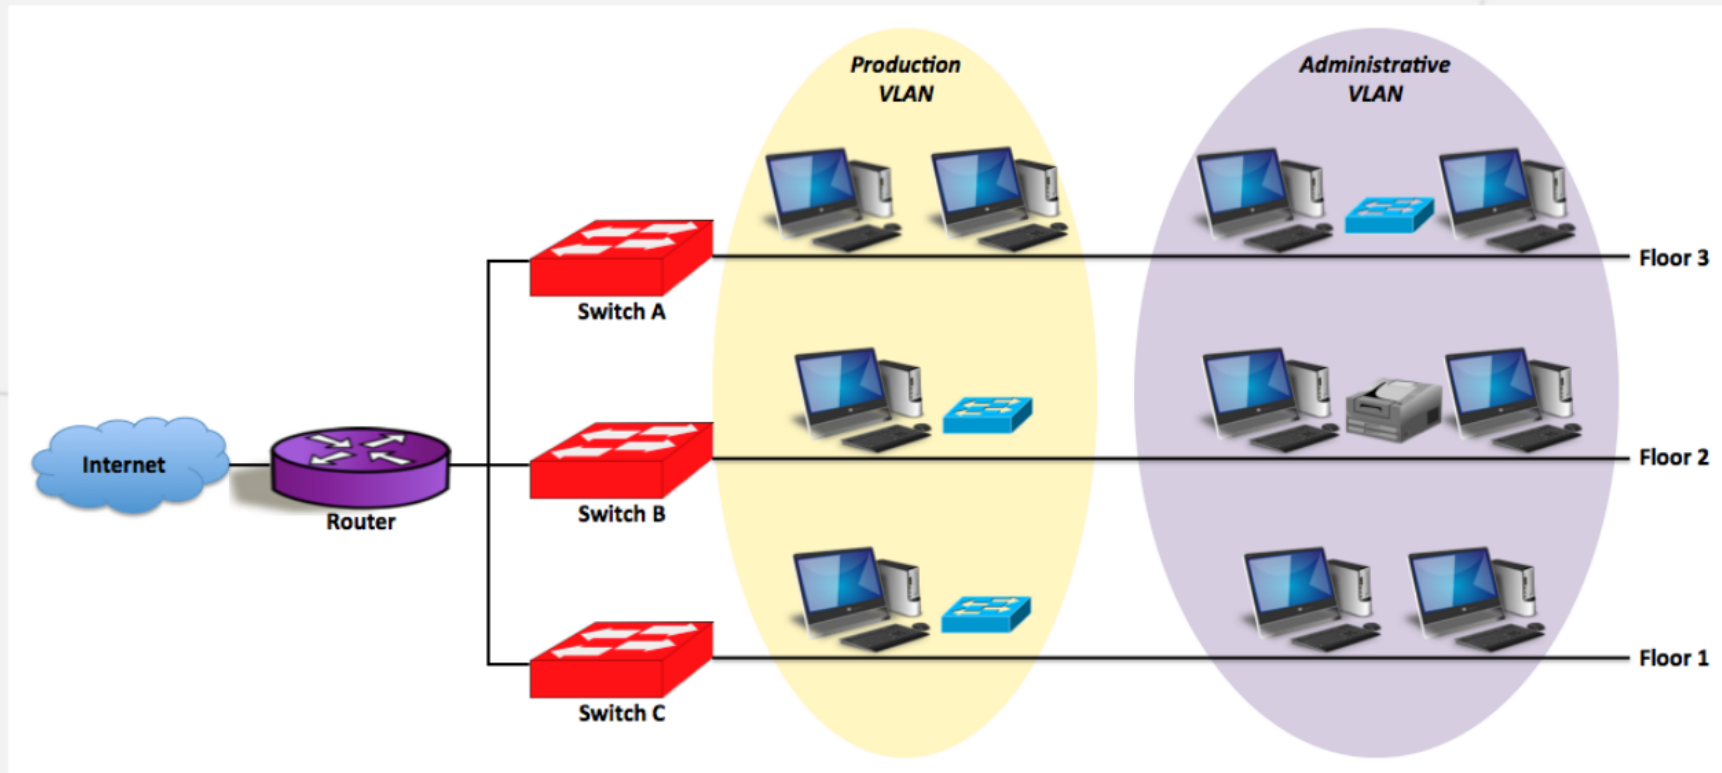 Production
VLAN
Administrative
VLAN
Floor 3
Switch A
Internet
Router
Floor 2
Switch B
Floor 1
Switch C